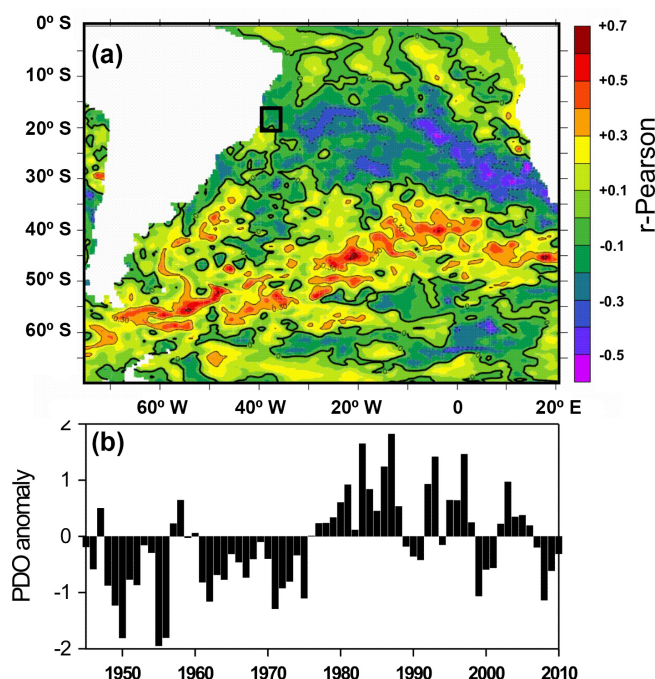 (a)
0º S
10º S
20º S
30º S
40º S
50º S
60º S
60º W
40º W
20º W
0
20º E
+0.7
+0.5
+0.3
+0.1
-0.1
-0.3
-0.5
r-Pearson
(b)
PDO anomaly
2
1
0
-1
-2
1950
1960
1970
1980
1990
2000
2010